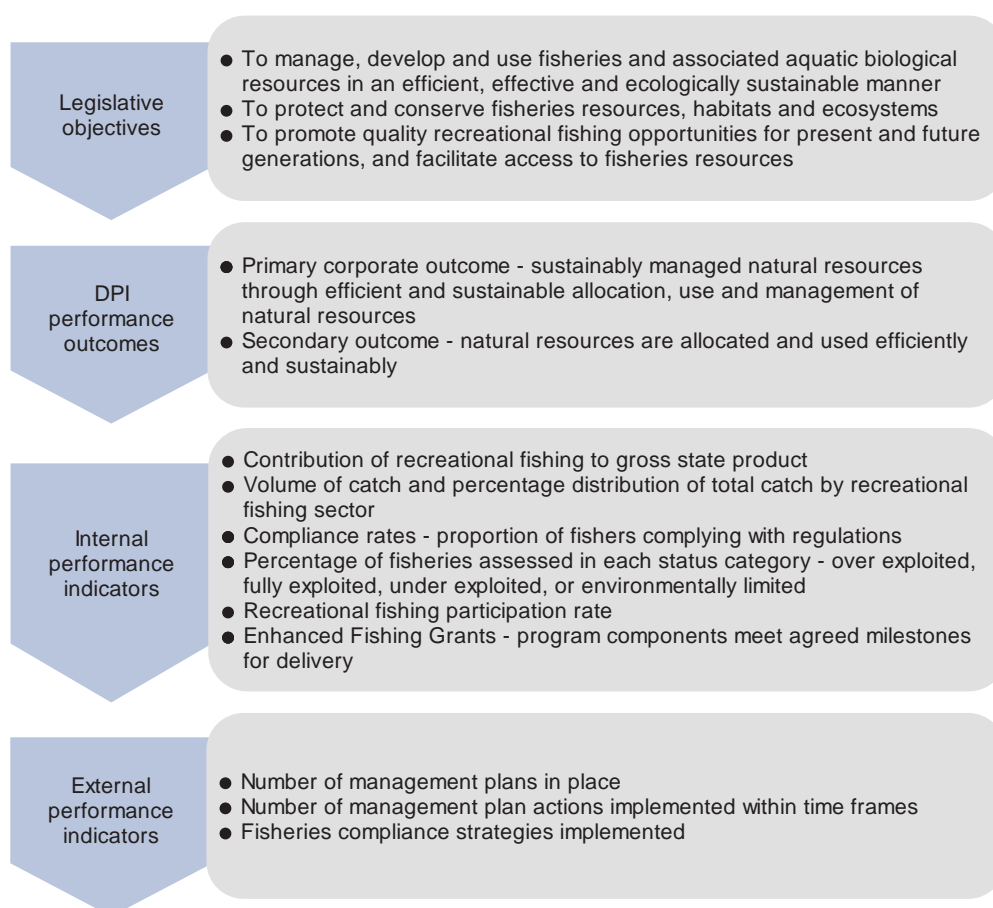 Legislative
objectives
● To manage, develop and use fisheries and associated aquatic biological
resources in an efficient, effective and ecologically sustainable manner
● To protect and conserve fisheries resources, habitats and ecosystems
● To promote quality recreational fishing opportunities for present and future
generations, and facilitate access to fisheries resources
DPI
performance
outcomes
● Primary corporate outcome - sustainably managed natural resources
through efficient and sustainable allocation, use and management of
natural resources
● Secondary outcome - natural resources are allocated and used efficiently
and sustainably
Internal
performance
indicators
● Contribution of recreational fishing to gross state product
● Volume of catch and percentage distribution of total catch by recreational
fishing sector
● Compliance rates - proportion of fishers complying with regulations
● Percentage of fisheries assessed in each status category - over exploited,
fully exploited, under exploited, or environmentally limited
● Recreational fishing participation rate
● Enhanced Fishing Grants - program components meet agreed milestones
for delivery
External
performance
indicators
● Number of management plans in place
● Number of management plan actions implemented within time frames
● Fisheries compliance strategies implemented